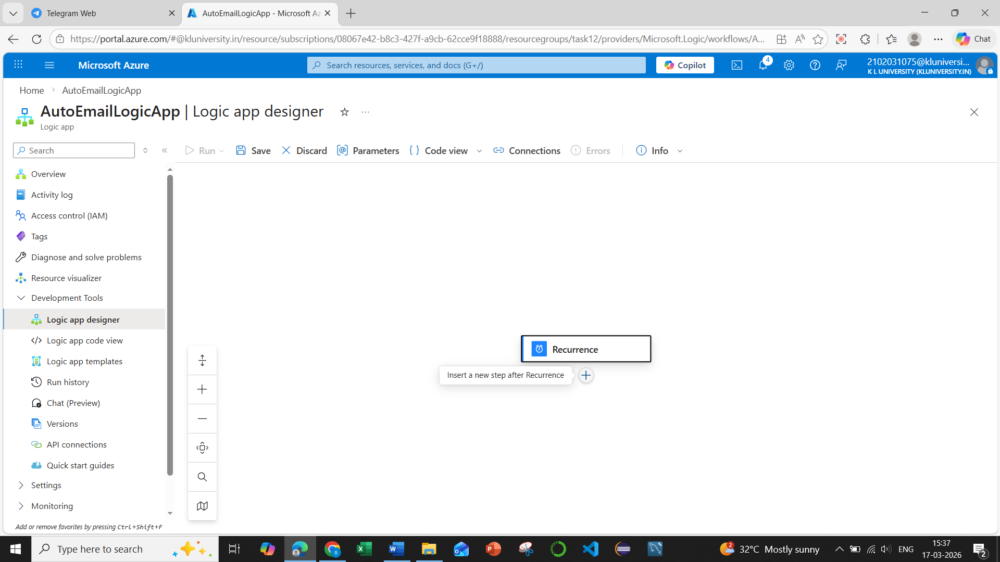 Telegram Web
AutoEmailLogicApp - Microsoft Az
https://portal.azure.com/#@kluniversity.in/resource/subscriptions/08067e42-b8c3-427f-a9cb-62cce9f18888/resourcegroups/task12/providers/Microsoft.Logic/workflows/A...
Chat
Microsoft Azure
Search resources, services, and docs (G+/)
Copilot
4
2102031075@kluniversi...
K L UNIVERSITY (KLUNIVERSITY.IN)
Home
AutoEmailLogicApp
AutoEmailLogicApp | Logic app designer
Logic app
Search
Run
Save
Discard
Parameters
Code view
Connections
Errors
Info
Overview
Activity log
Access control (IAM)
Tags
Diagnose and solve problems
Resource visualizer
Development Tools
Logic app designer
Logic app code view
Logic app templates
Run history
Chat (Preview)
Versions
API connections
Quick start guides
Settings
Monitoring
Add or remove favorites by pressing Ctrl+Shift+F
Recurrence
Insert a new step after Recurrence
Type here to search
2
32°C Mostly sunny
ENG
15:37
17-03-2026
2